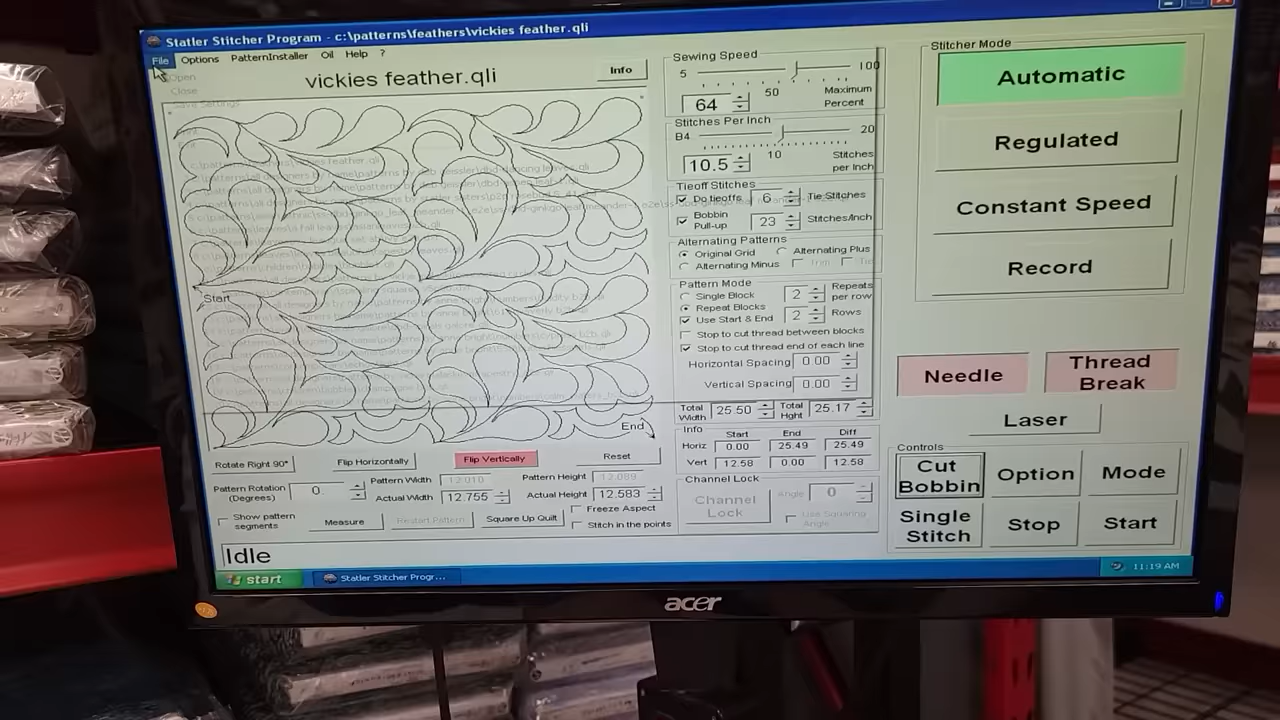 Statler Stitcher Program - c:\patterns\feathers\vickies feather.qli
File Options PatternInstaller Oil Help ?
Open
Close
Save Settings
vickies feather.qli
Info
Start
End
Rotate Right 90°
Flip Horizontally
Flip Vertically
Reset
Pattern Rotation (Degrees) 0
Pattern Width 12.010
Pattern Height 12.089
Actual Width 12.755
Actual Height 12.583
Show pattern segments
Measure
Restart Pattern
Square Up Quilt
Freeze Aspect
Stitch in the points
Idle
Sewing Speed
5 100
50
64
Maximum Percent
Stitches Per Inch
B4 20
10
10.5
Stitches per Inch
Tieoff Stitches
Do tieoffs 6 Tie Stitches
Bobbin Pull-up 23 Stitches/Inch
Alternating Patterns
Original Grid Alternating Plus
Alternating Minus Trim
Pattern Mode
Single Block 2 Repeats per row
Repeat Blocks
Use Start & End 2 Rows
Stop to cut thread between blocks
Stop to cut thread end of each line
Horizontal Spacing 0.00
Vertical Spacing 0.00
Total Width 25.50 Total Hght 25.17
Info
Start End Diff
Horiz 0.00 25.49 25.49
Vert 12.58 0.00 12.58
Channel Lock
Channel Lock
Angle 0
Use Squaring Angle
Stitcher Mode
Automatic
Regulated
Constant Speed
Record
Needle
Thread Break
Laser
Controls
Cut Bobbin
Option
Mode
Single Stitch
Stop
Start
start
Statler Stitcher Progr...
11:19 AM
acer